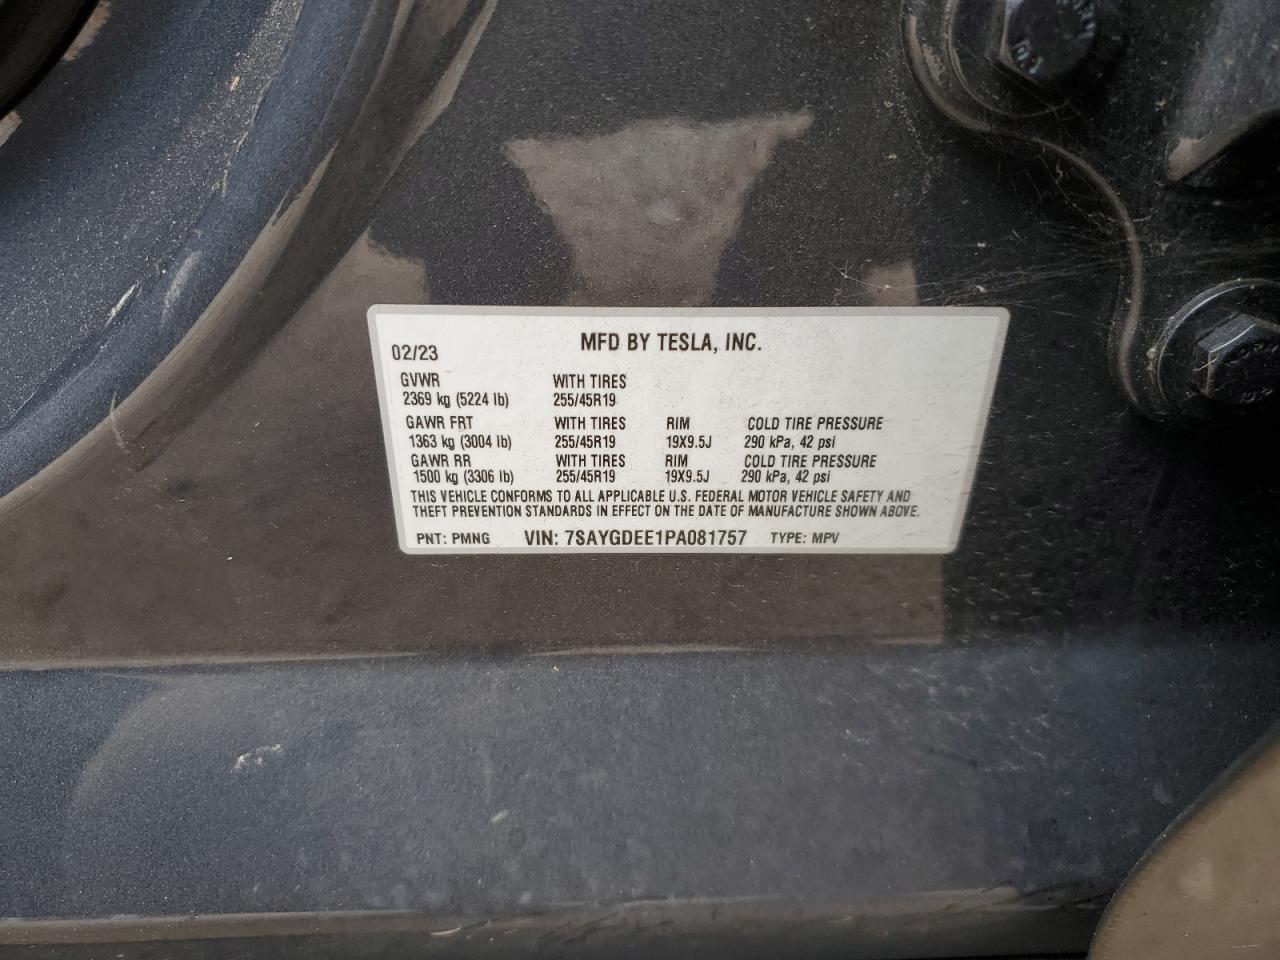 MFD BY TESLA, INC.
02/23
GVWR WITH TIRES
2369 kg (5224 lb) 255/45R19
GAWR FRT WITH TIRES RIM COLD TIRE PRESSURE
1363 kg (3004 lb) 255/45R19 19X9.5J 290 kPa, 42 psi
GAWR RR WITH TIRES RIM COLD TIRE PRESSURE
1500 kg (3306 lb) 255/45R19 19X9.5J 290 kPa, 42 psi
THIS VEHICLE CONFORMS TO ALL APPLICABLE U.S. FEDERAL MOTOR VEHICLE SAFETY AND
THEFT PREVENTION STANDARDS IN EFFECT ON THE DATE OF MANUFACTURE SHOWN ABOVE.
PNT: PMNG VIN: 7SAYGDEE1PA081757 TYPE: MPV